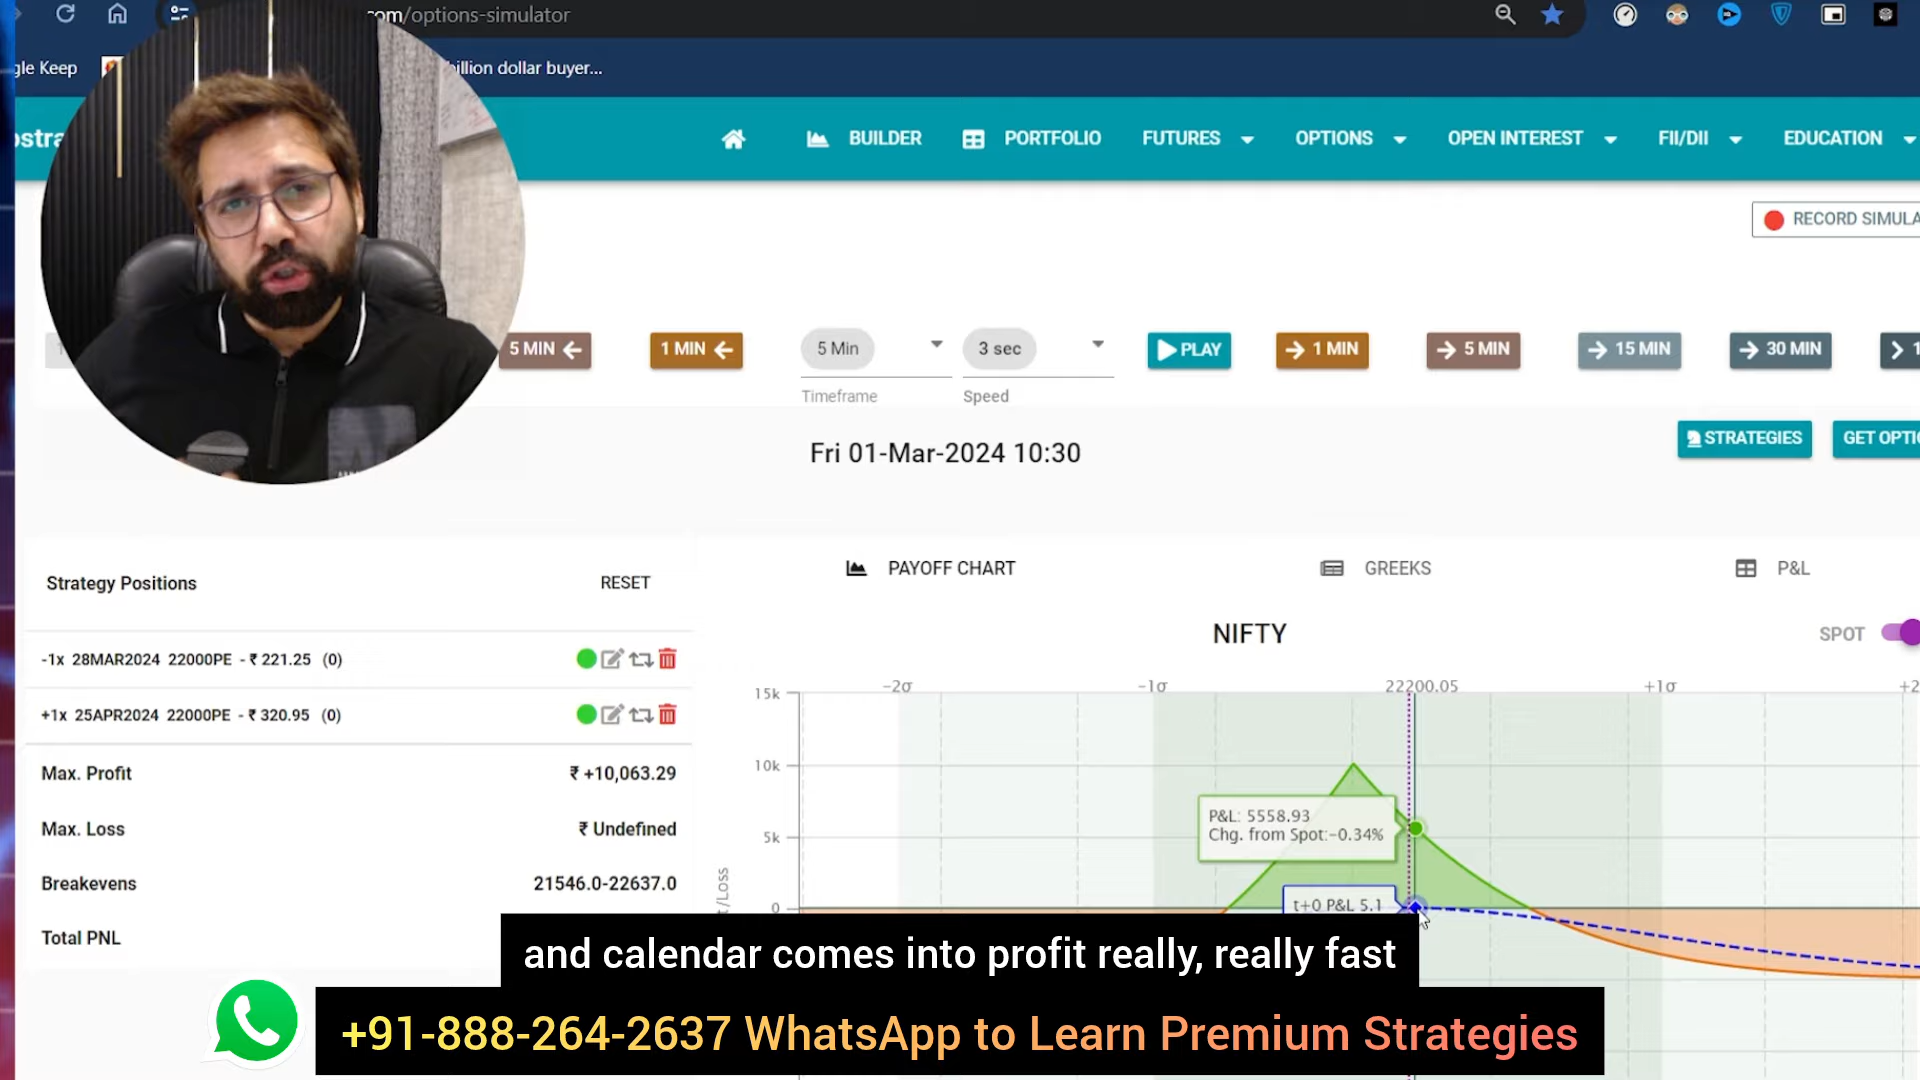 om/options-simulator
gle Keep
billion dollar buyer...
ostra
BUILDER
PORTFOLIO
FUTURES
OPTIONS
OPEN INTEREST
FII/DII
EDUCATION
RECORD SIMULA
5 MIN
1 MIN
5 Min
3 sec
PLAY
1 MIN
5 MIN
15 MIN
30 MIN
1
Timeframe
Speed
Fri 01-Mar-2024 10:30
STRATEGIES
GET OPTIO
Strategy Positions
RESET
PAYOFF CHART
GREEKS
P&L
NIFTY
SPOT
-1x 28MAR2024 22000PE - ₹ 221.25 (0)
+1x 25APR2024 22000PE - ₹ 320.95 (0)
-2σ
-1σ
22200.05
+1σ
+2
15k
10k
5k
0
t/Loss
P&L: 5558.93
Chg. from Spot:-0.34%
t+0 P&L 5.1
Max. Profit
₹ +10,063.29
Max. Loss
₹ Undefined
Breakevens
21546.0-22637.0
Total PNL
and calendar comes into profit really, really fast
+91-888-264-2637 WhatsApp to Learn Premium Strategies